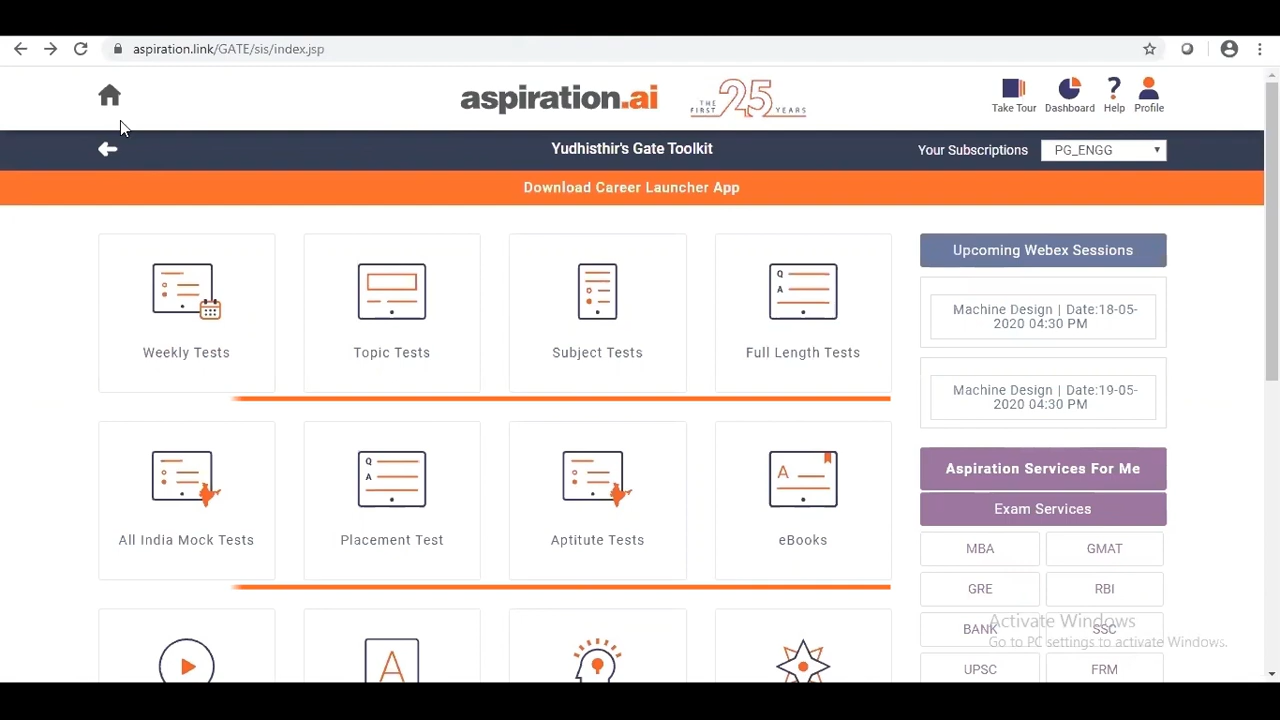 aspiration.link/GATE/sis/index.jsp
aspiration.ai
THE FIRST 25 YEARS
Take Tour
Dashboard
Help
Profile
Yudhisthir's Gate Toolkit
Your Subscriptions
PG_ENGG
Download Career Launcher App
Weekly Tests
Topic Tests
Subject Tests
Full Length Tests
Upcoming Webex Sessions
Machine Design | Date:18-05-
2020 04:30 PM
Machine Design | Date:19-05-
2020 04:30 PM
All India Mock Tests
Placement Test
Aptitute Tests
eBooks
Aspiration Services For Me
Exam Services
MBA
GMAT
GRE
RBI
BANK
SSC
UPSC
FRM
Activate Windows
Go to PC settings to activate Windows.